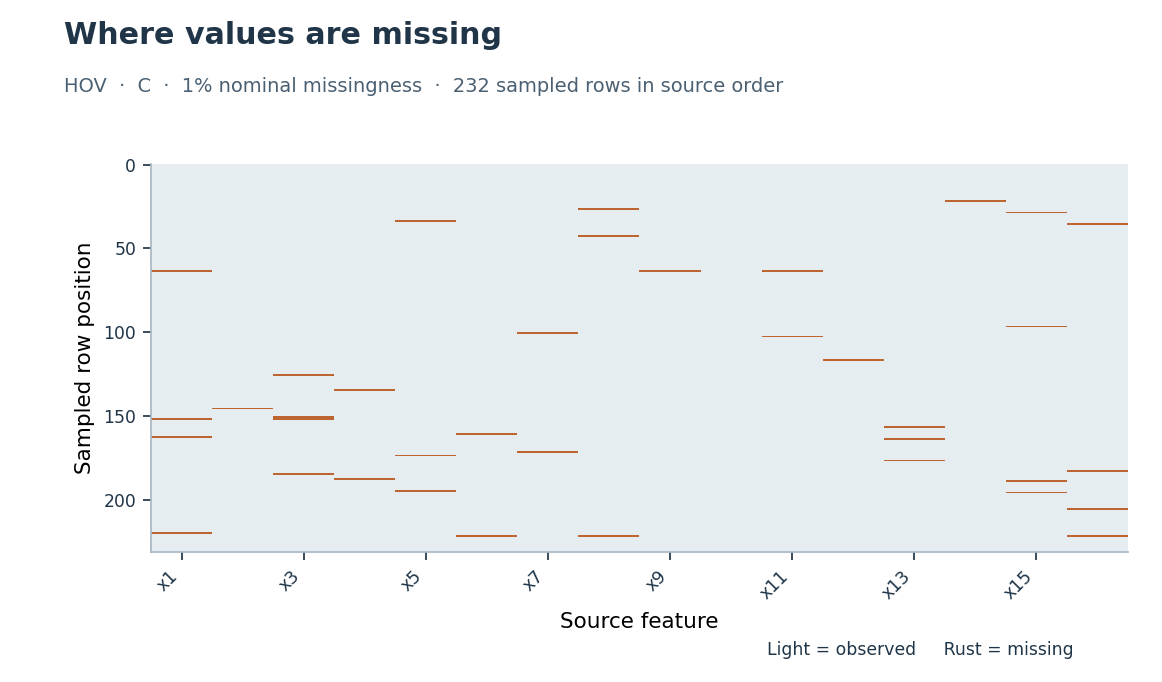 Where values are missing
HOV · C · 1% nominal missingness · 232 sampled rows in source order
0
50
100
150
200
Sampled row position
x1 x3 x5 x7 x9 x11 x13 x15
Source feature
Light = observed Rust = missing